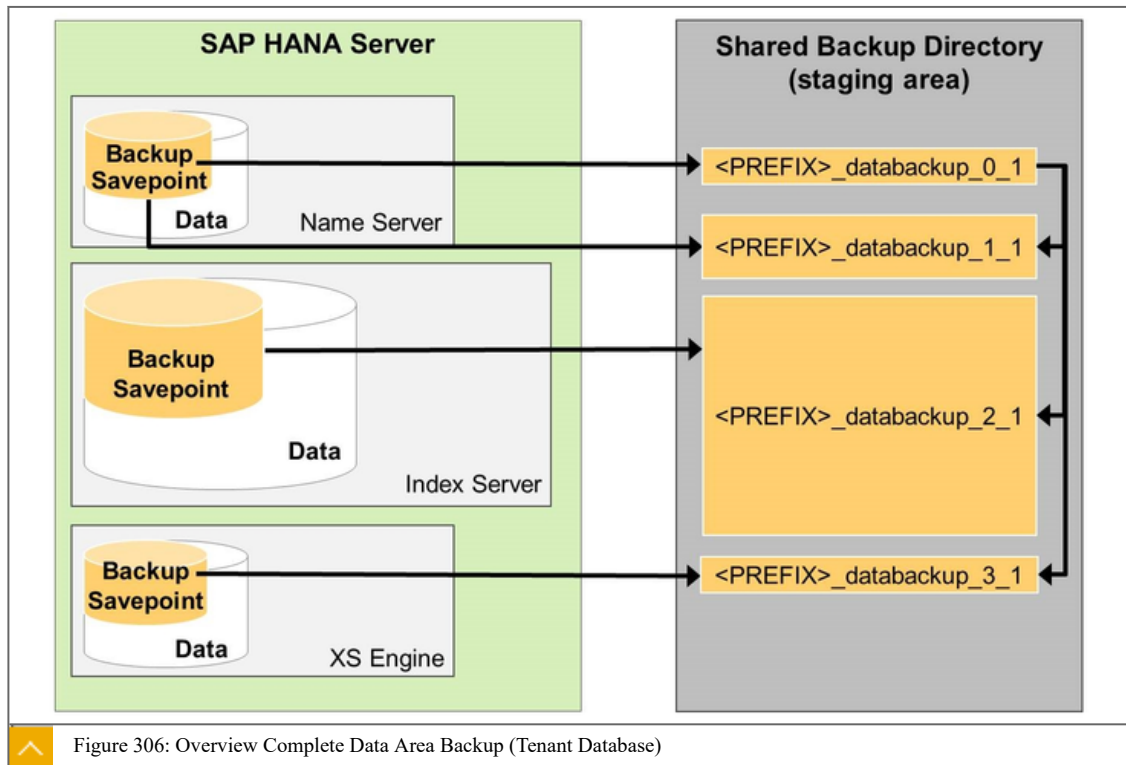 SAP HANA Server
Backup
Savepoint
Data
Name Server
Backup
Savepoint
Data
Index Server
Backup
Savepoint
Data
XS Engine
Shared Backup Directory
(staging area)
<PREFIX>_databackup_0_1
<PREFIX>_databackup_1_1
<PREFIX>_databackup_2_1
<PREFIX>_databackup_3_1
Figure 306: Overview Complete Data Area Backup (Tenant Database)